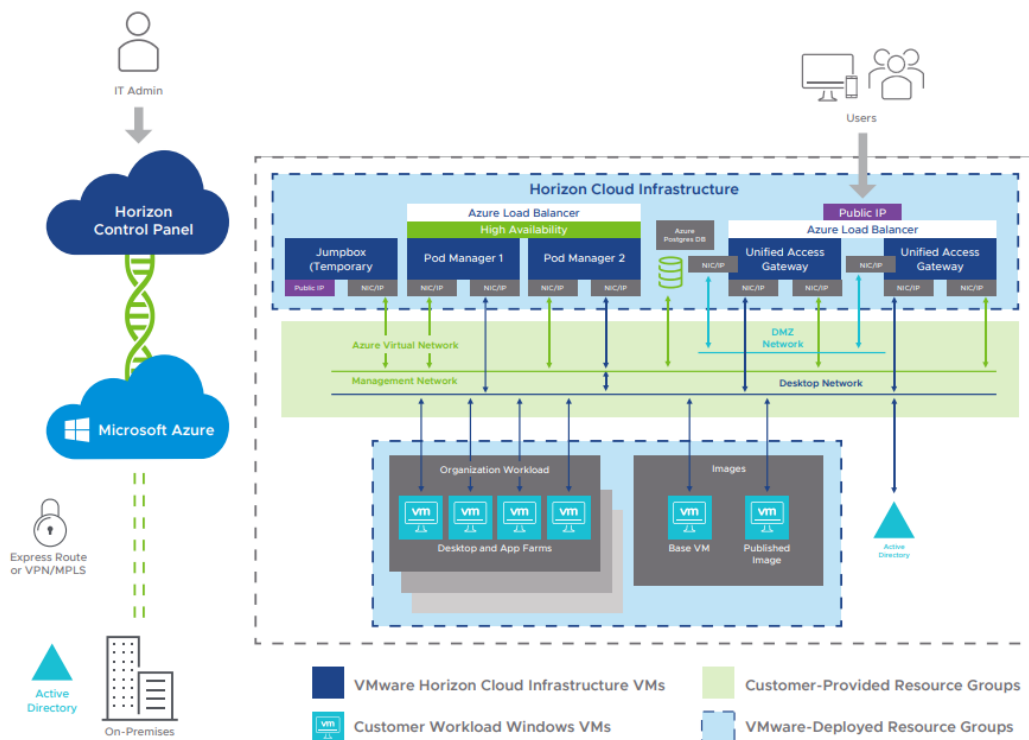 IT Admin
Horizon
Control Panel
Microsoft Azure
Express Route
or VPN/MPLS
Active
Directory
On-Premises
Users
Horizon Cloud Infrastructure
Public IP
Azure Load Balancer
High Availability
Azure Load Balancer
Jumpbox
(Temporary
Public IP
NIC/IP
Pod Manager 1
NIC/IP
NIC/IP
Pod Manager 2
NIC/IP
NIC/IP
Azure
Postgres DB
NIC/IP
Unified Access
Gateway
NIC/IP
NIC/IP
NIC/IP
Unified Access
Gateway
NIC/IP
NIC/IP
Azure Virtual Network
DMZ
Network
Management Network
Desktop Network
Organization Workload
vm
vm
vm
vm
Desktop and App Farms
Images
vm
vm
Base VM
Published
Image
Active
Directory
VMware Horizon Cloud Infrastructure VMs
Customer-Provided Resource Groups
vm
Customer Workload Windows VMs
VMware-Deployed Resource Groups